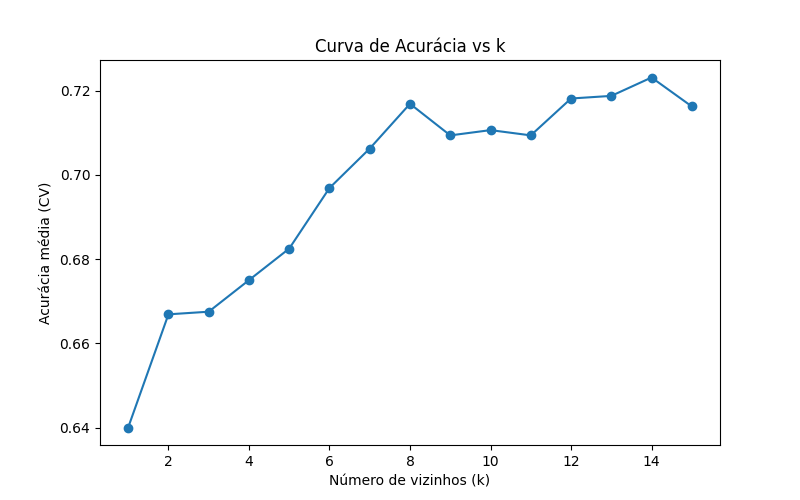 Curva de Acurácia vs k
Acurácia média (CV)
0.72
0.70
0.68
0.66
0.64
2 4 6 8 10 12 14
Número de vizinhos (k)